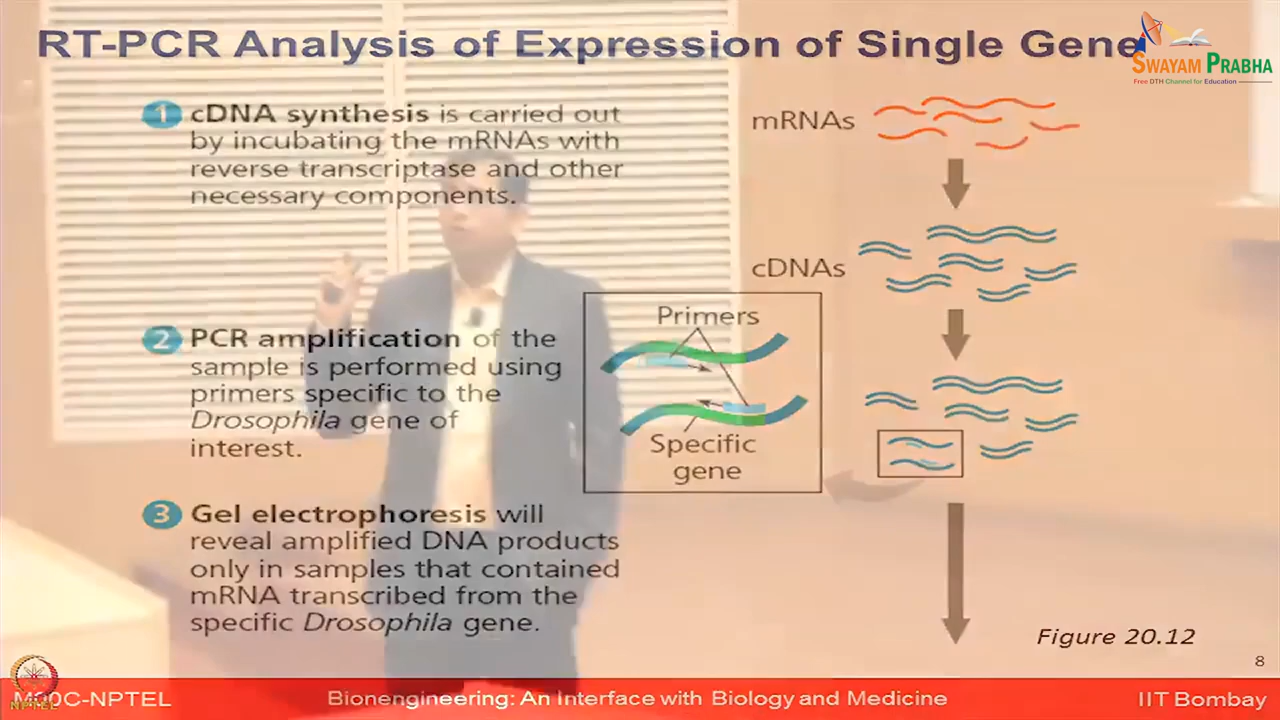 RT-PCR Analysis of Expression of Single Gene
SWAYAM PRABHA
Free DTH Channel for Education
1 cDNA synthesis is carried out
by incubating the mRNAs with
reverse transcriptase and other
necessary components.
mRNAs
cDNAs
2 PCR amplification of the
sample is performed using
primers specific to the
Drosophila gene of
interest.
Primers
Specific
gene
3 Gel electrophoresis will
reveal amplified DNA products
only in samples that contained
mRNA transcribed from the
specific Drosophila gene.
Figure 20.12
8
MOOC-NPTEL
NPTEL
Bionengineering: An Interface with Biology and Medicine
IIT Bombay